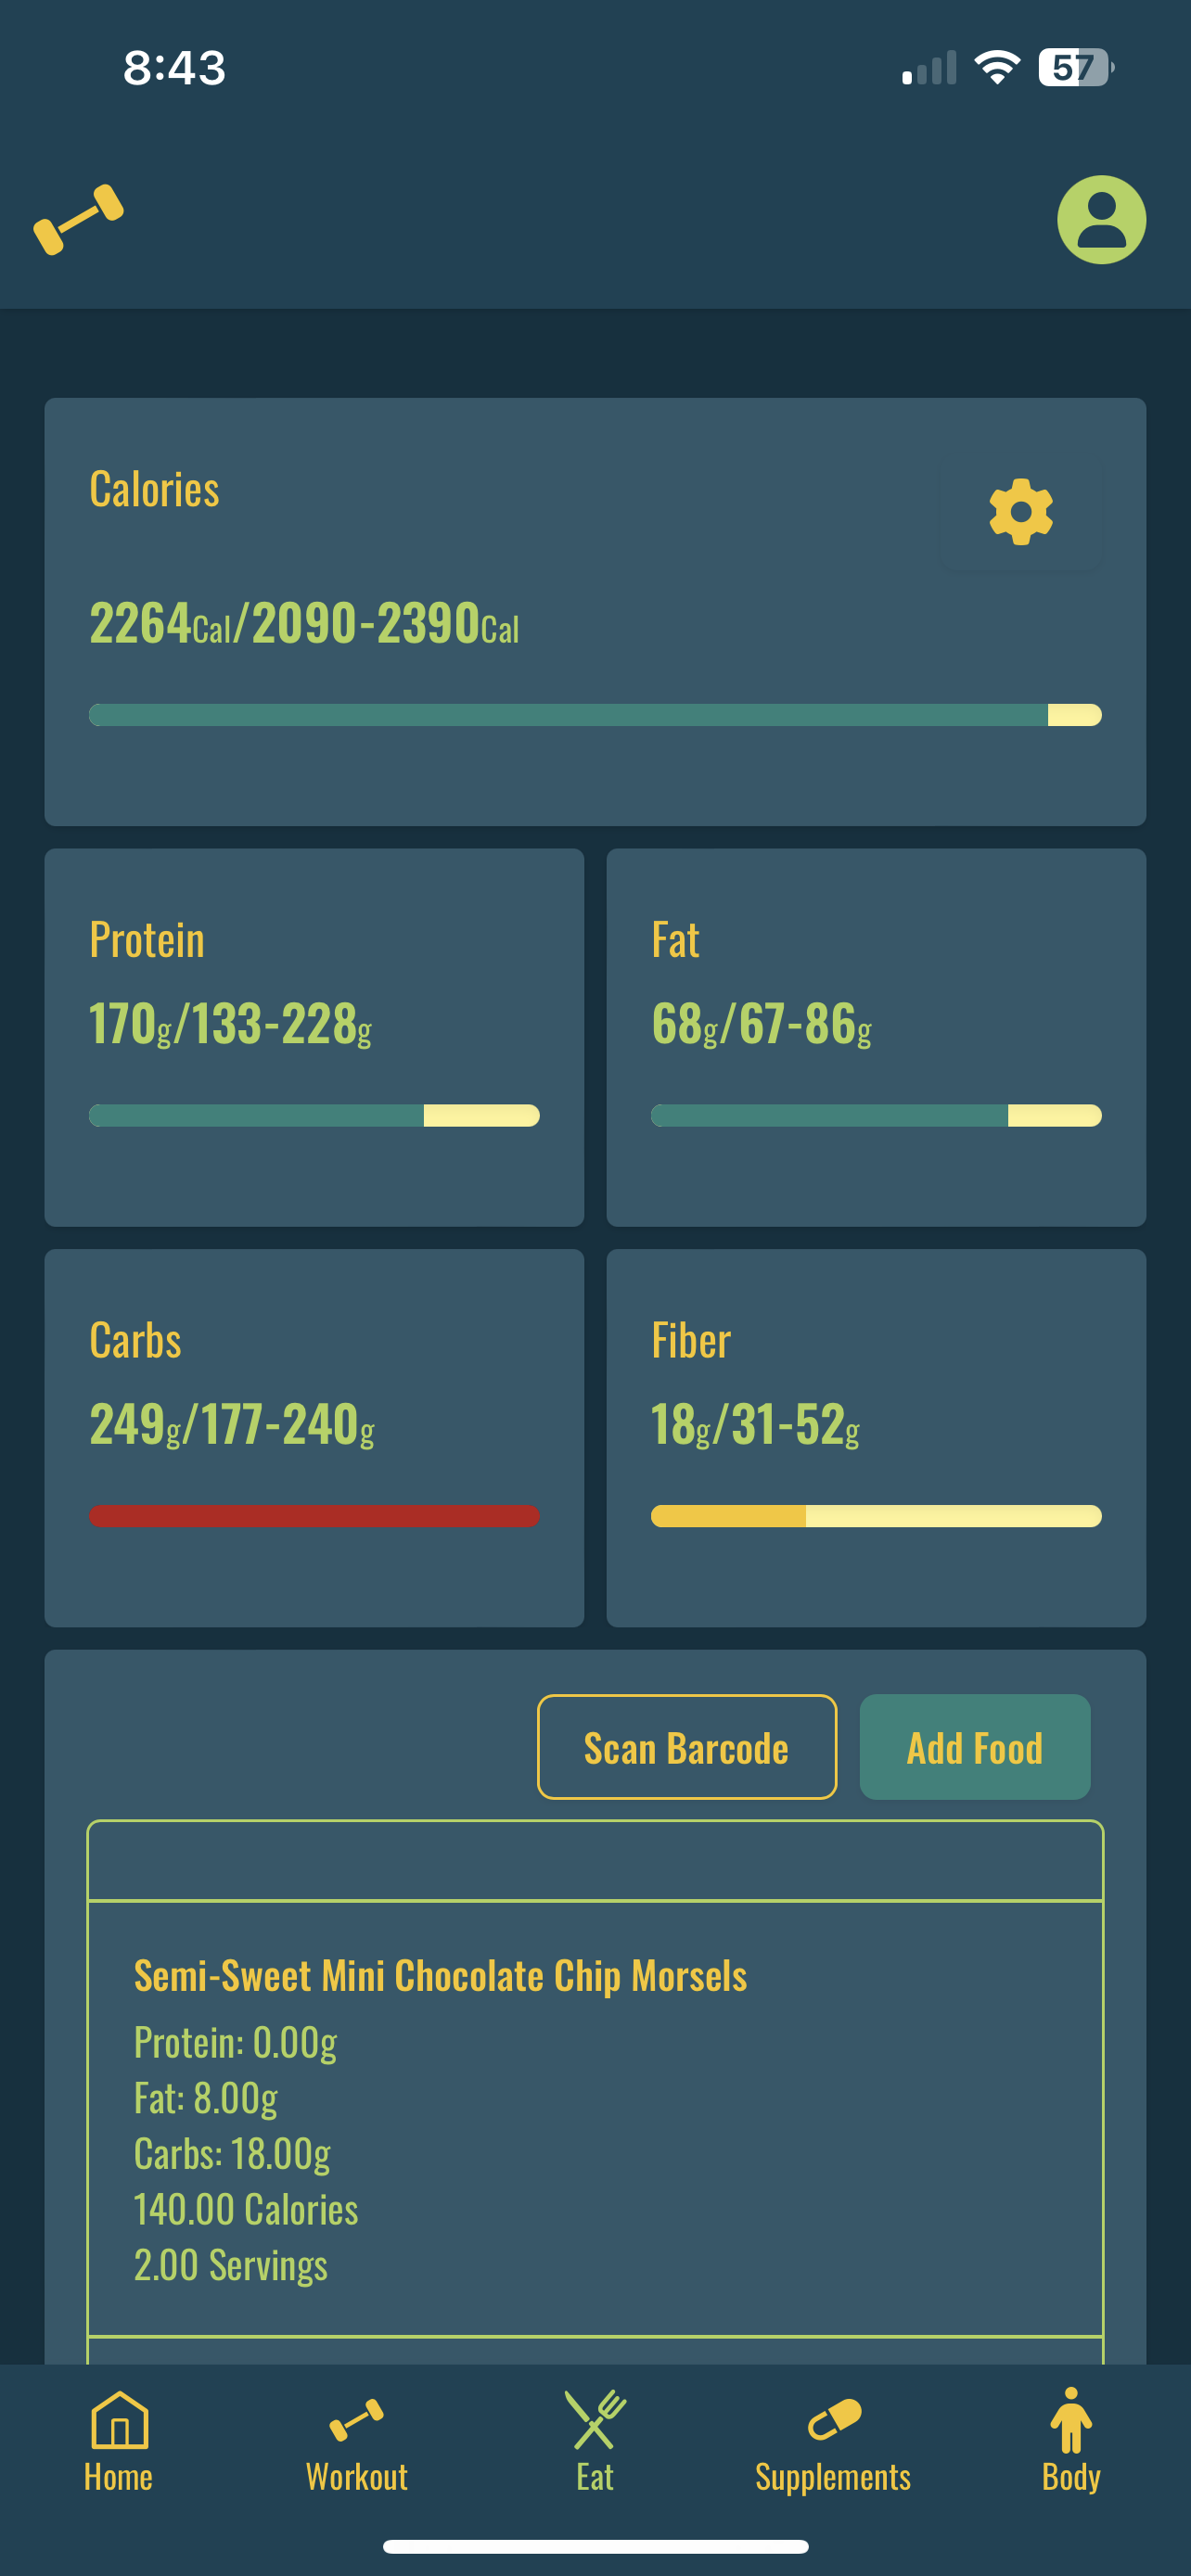 8:43
57
Calories
2264Cal/2090-2390Cal
Protein
170g/133-228g
Fat
68g/67-86g
Carbs
249g/177-240g
Fiber
18g/31-52g
Scan Barcode
Add Food
Semi-Sweet Mini Chocolate Chip Morsels
Protein: 0.00g
Fat: 8.00g
Carbs: 18.00g
140.00 Calories
2.00 Servings
Home
Workout
Eat
Supplements
Body